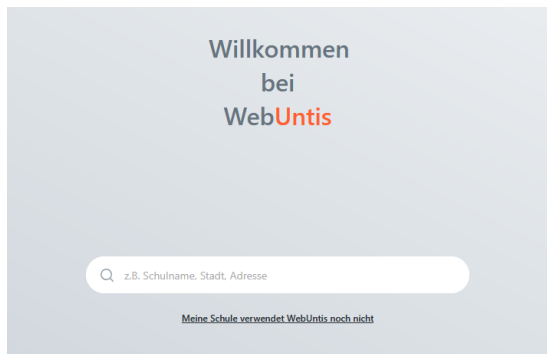 Willkommen
bei
WebUntis
z.B. Schulname, Stadt, Adresse
Meine Schule verwendet WebUntis noch nicht